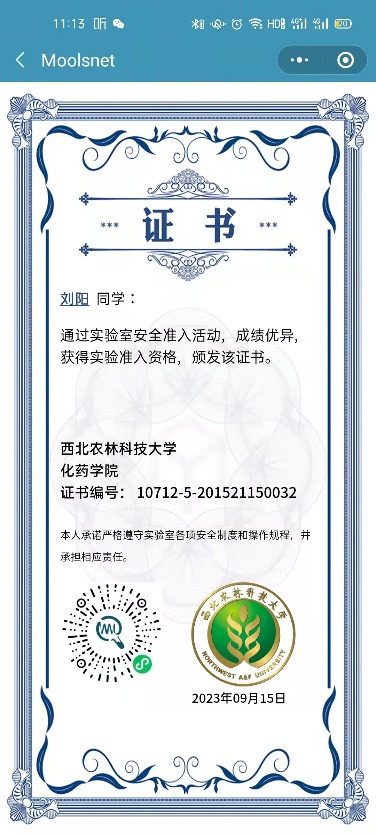 11:13 听
HD 4G 4G 20
Moolsnet
*** 证书 ***
刘阳 同学：
通过实验室安全准入活动，成绩优异，
获得实验准入资格，颁发该证书。
西北农林科技大学
化药学院
证书编号： 10712-5-201521150032
本人承诺严格遵守实验室各项安全制度和操作规程，并
承担相应责任。
西北农林科技大学
NORTHWEST A&F UNIVERSITY
2023年09月15日